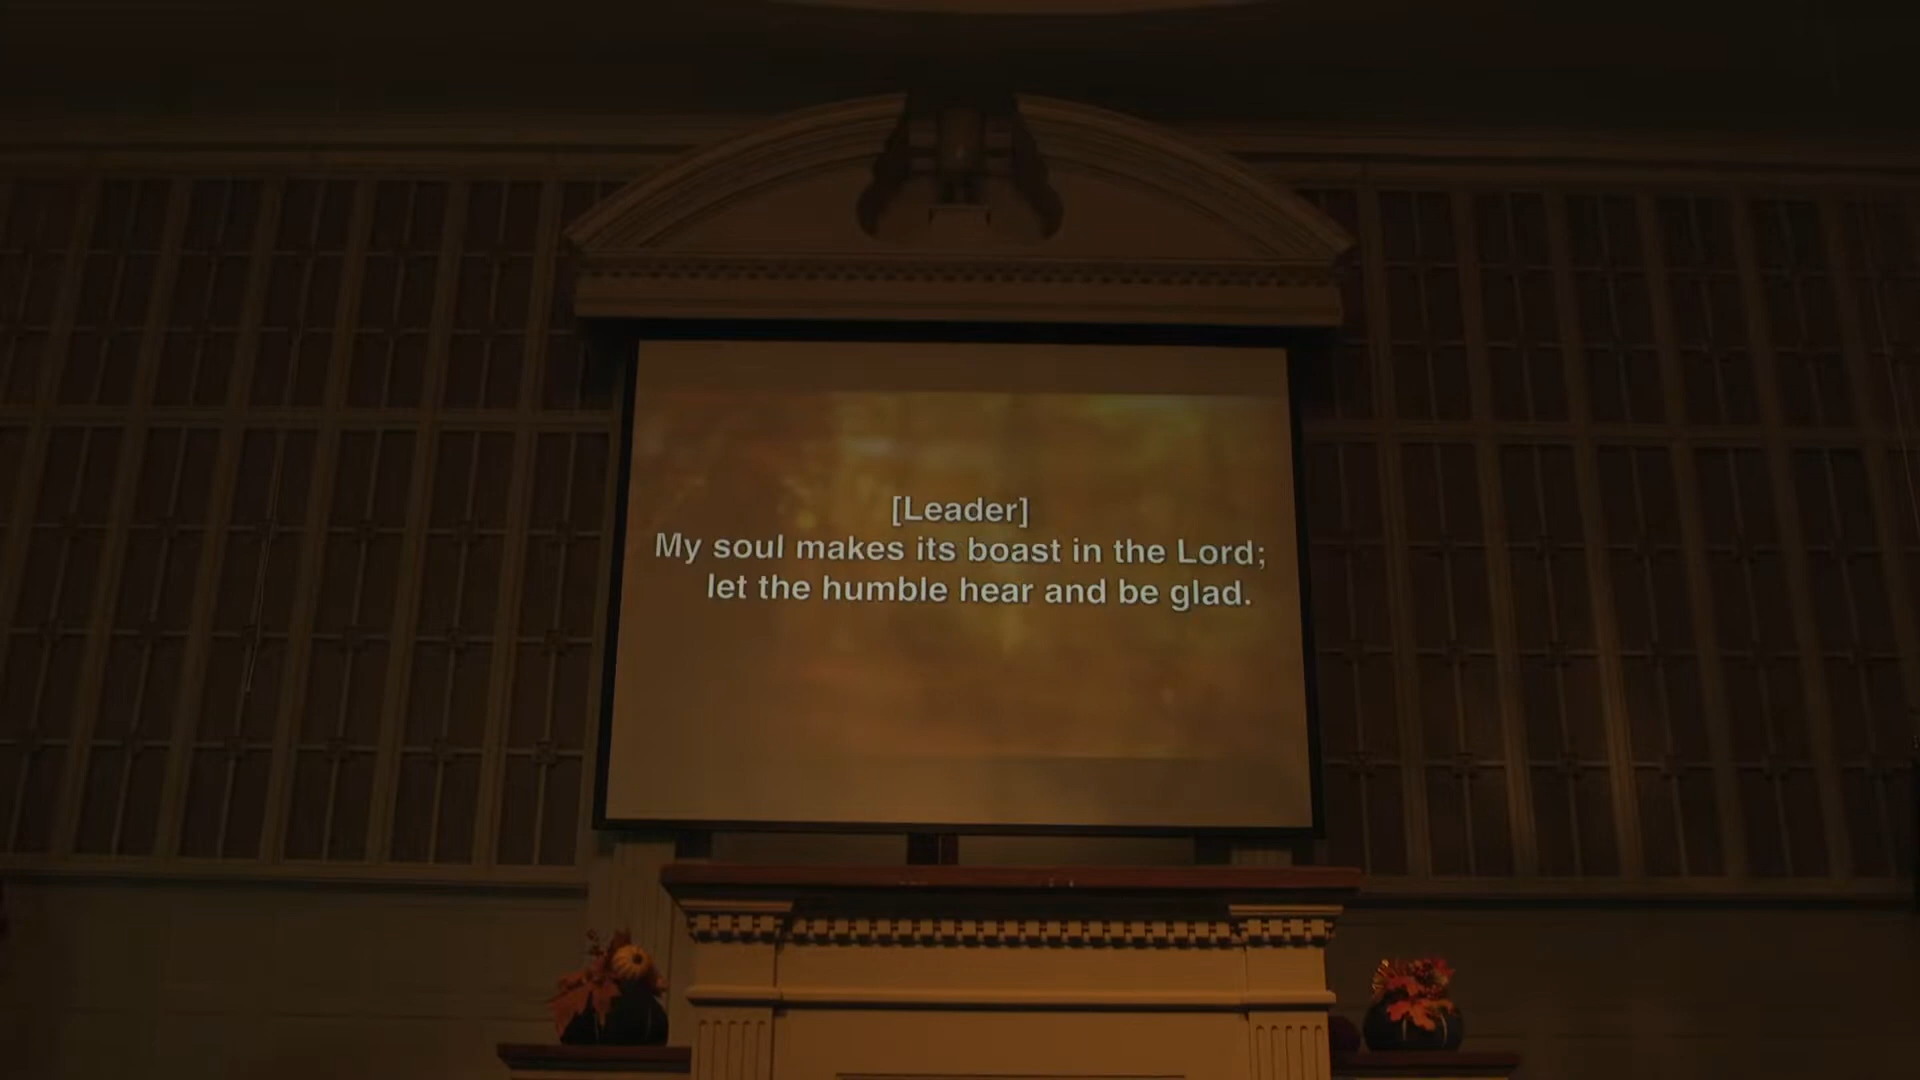 [Leader]
My soul makes its boast in the Lord;
let the humble hear and be glad.